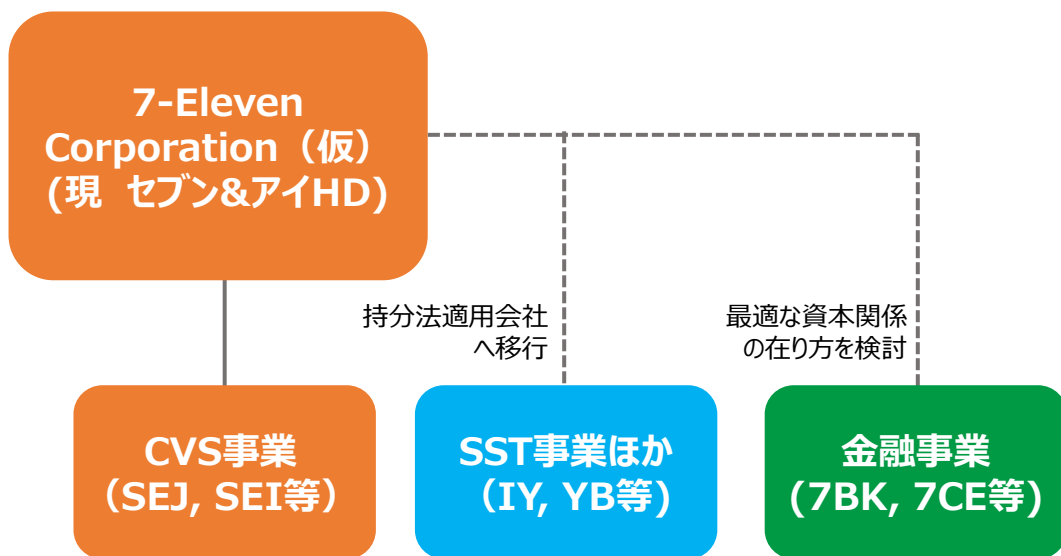 7-Eleven
Corporation（仮）
(現　セブン&アイHD)
持分法適用会社
へ移行
最適な資本関係
の在り方を検討
CVS事業
（SEJ, SEI等）
SST事業ほか
（IY, YB等)
金融事業
(7BK, 7CE等)